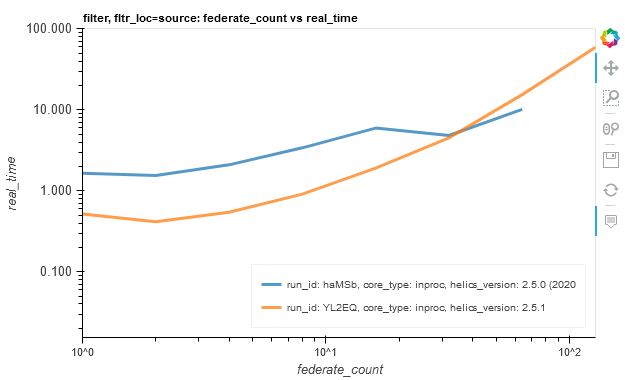 filter, fltr_loc=source: federate_count vs real_time
100.000
10.000
1.000
0.100
real_time
run_id: haMSb, core_type: inproc, helics_version: 2.5.0 (2020
run_id: YL2EQ, core_type: inproc, helics_version: 2.5.1
10^0
10^1
10^2
federate_count